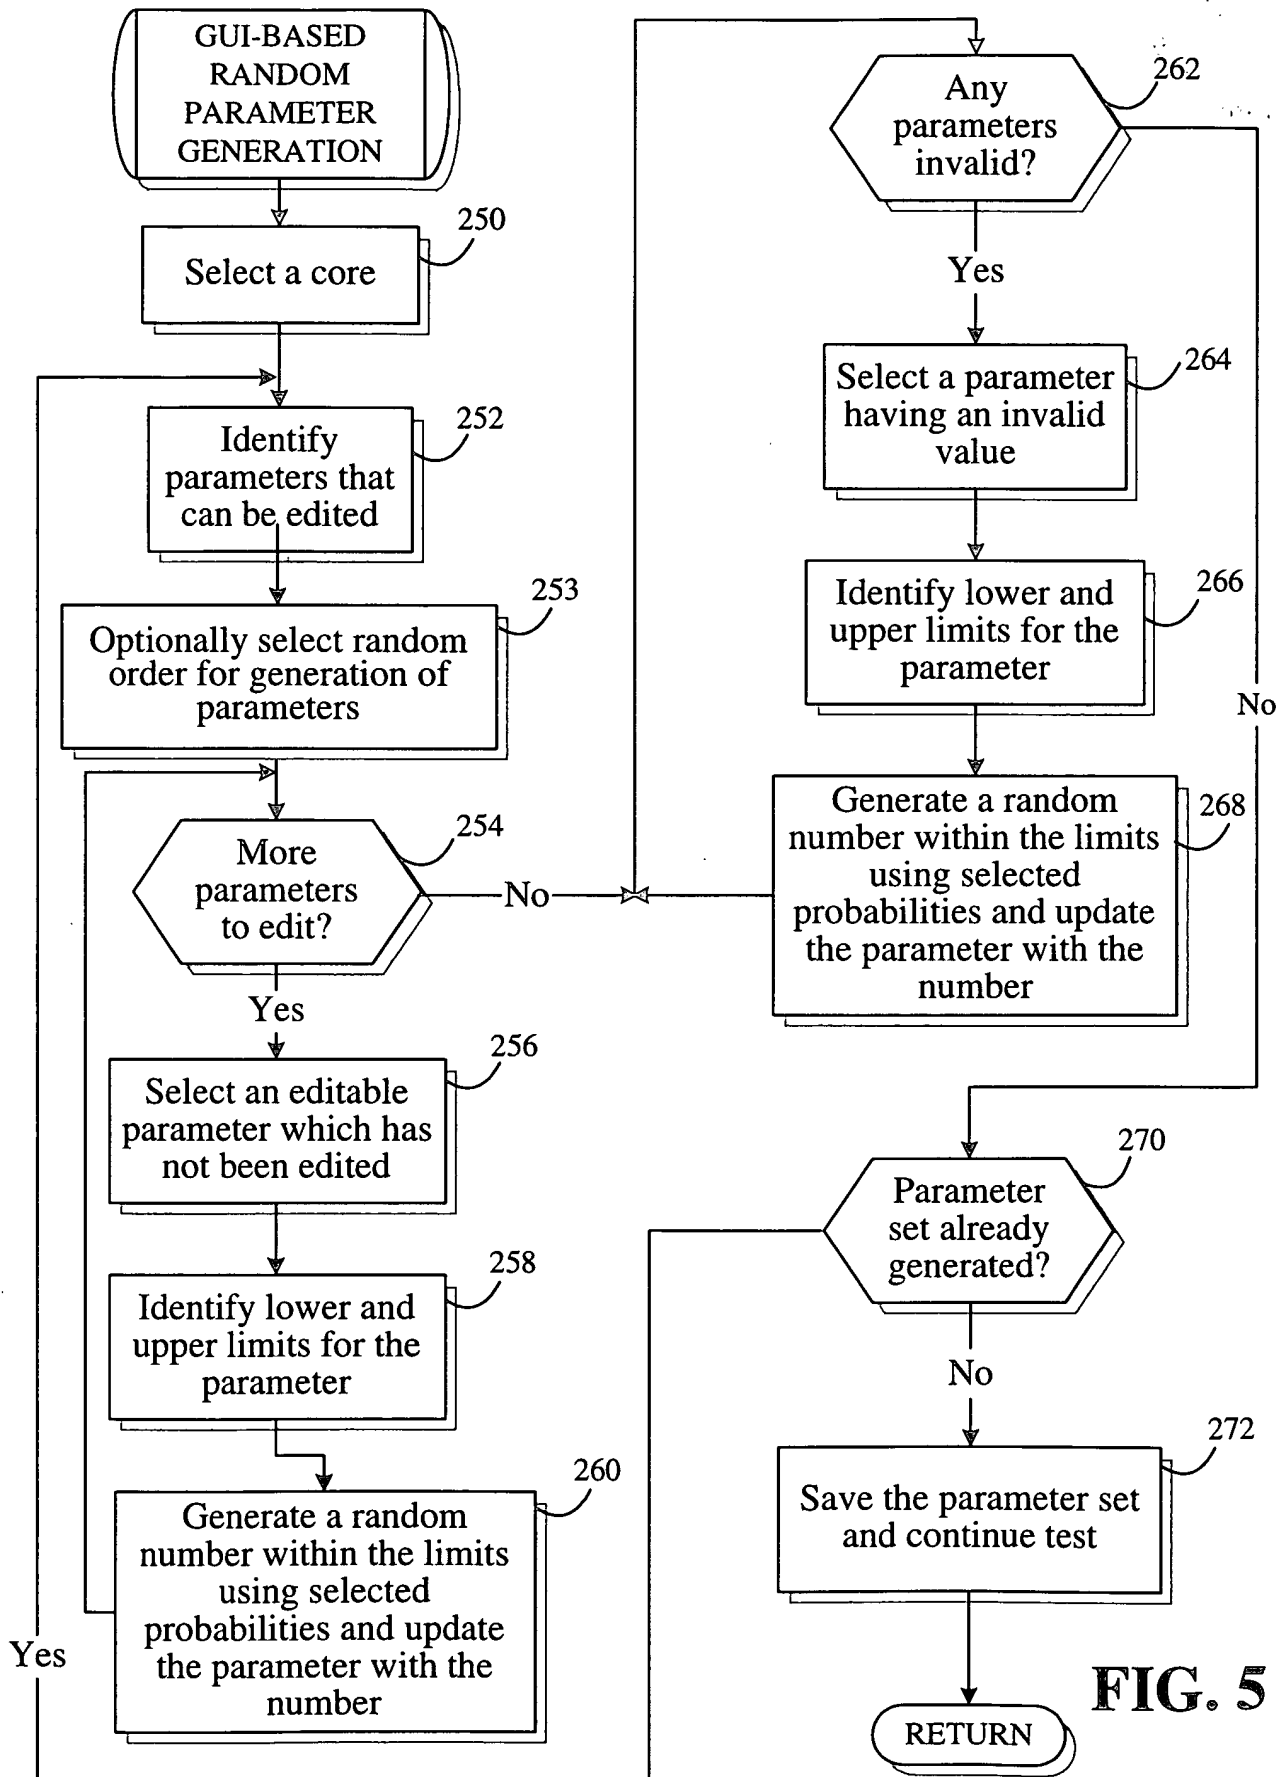 GUI-BASED
RANDOM
PARAMETER
GENERATION
250
Select a core
252
Identify
parameters that
can be edited
253
Optionally select random
order for generation of
parameters
254
More
parameters
to edit?
No
Yes
256
Select an editable
parameter which has
not been edited
258
Identify lower and
upper limits for the
parameter
260
Generate a random
number within the limits
using selected
probabilities and update
the parameter with the
number
Yes
262
Any
parameters
invalid?
Yes
264
Select a parameter
having an invalid
value
266
Identify lower and
upper limits for the
parameter
No
268
Generate a random
number within the limits
using selected
probabilities and update
the parameter with the
number
270
Parameter
set already
generated?
No
272
Save the parameter set
and continue test
RETURN
FIG. 5